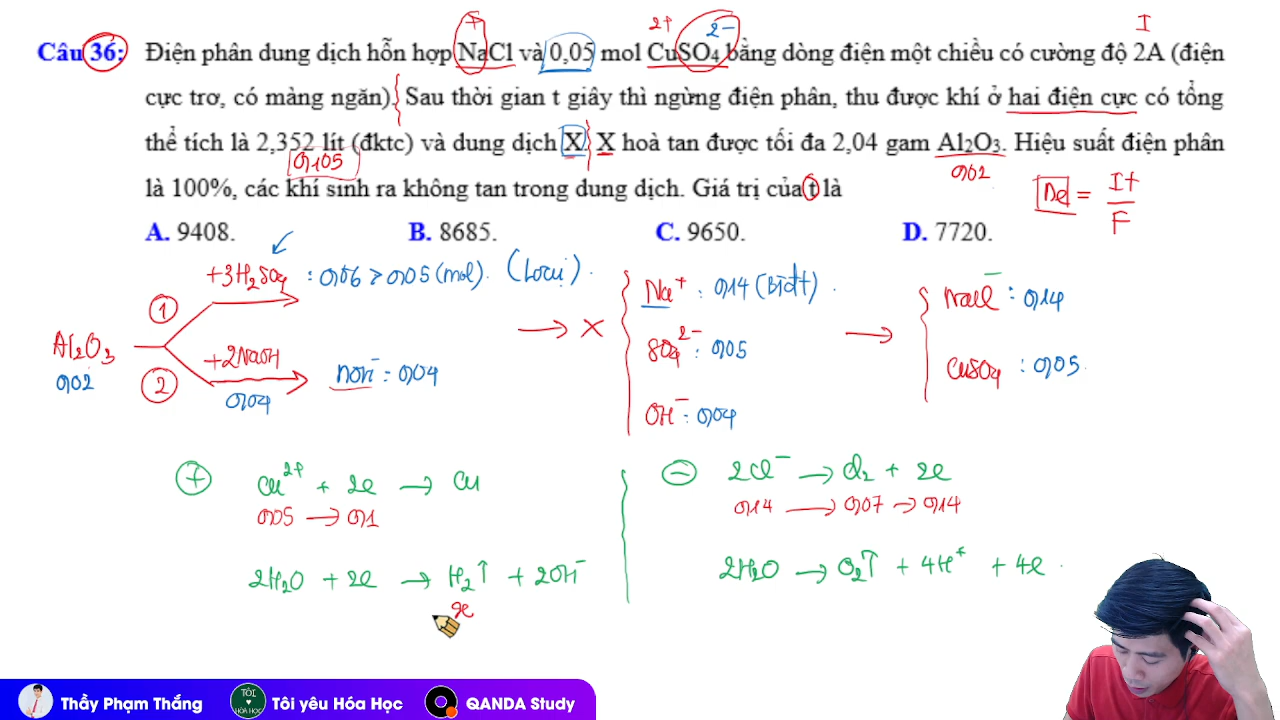 + 2+ 2- I
Câu 36: Điện phân dung dịch hỗn hợp NaCl và 0,05 mol CuSO4 bằng dòng điện một chiều có cường độ 2A (điện
cực trơ, có màng ngăn). Sau thời gian t giây thì ngừng điện phân, thu được khí ở hai điện cực có tổng
thể tích là 2,352 lít (đktc) và dung dịch X. X hoà tan được tối đa 2,04 gam Al2O3. Hiệu suất điện phân
0,105 0,02
là 100%, các khí sinh ra không tan trong dung dịch. Giá trị của t là
ne = It/F
A. 9408. B. 8685. C. 9650. D. 7720.
+3H2SO4 : 0,06 > 0,05 (mol). (Loại).
①
Al2O3
0,02
②
+2NaOH
0,04
nOH- = 0,04
→ X
Na+ : 0,14 (BTĐT).
SO4 2- : 0,05
OH- : 0,04
→
NaCl : 0,14
CuSO4 : 0,05.
+ Cu2+ + 2e → Cu
0,05 → 0,1
2H2O + 2e → H2↑ + 2OH-
x
- 2Cl- → Cl2 + 2e
0,14 → 0,07 → 0,14
2H2O → O2↑ + 4H+ + 4e.
Thầy Phạm Thắng
TÔI
HÓA HỌC
Tôi yêu Hóa Học
QANDA Study